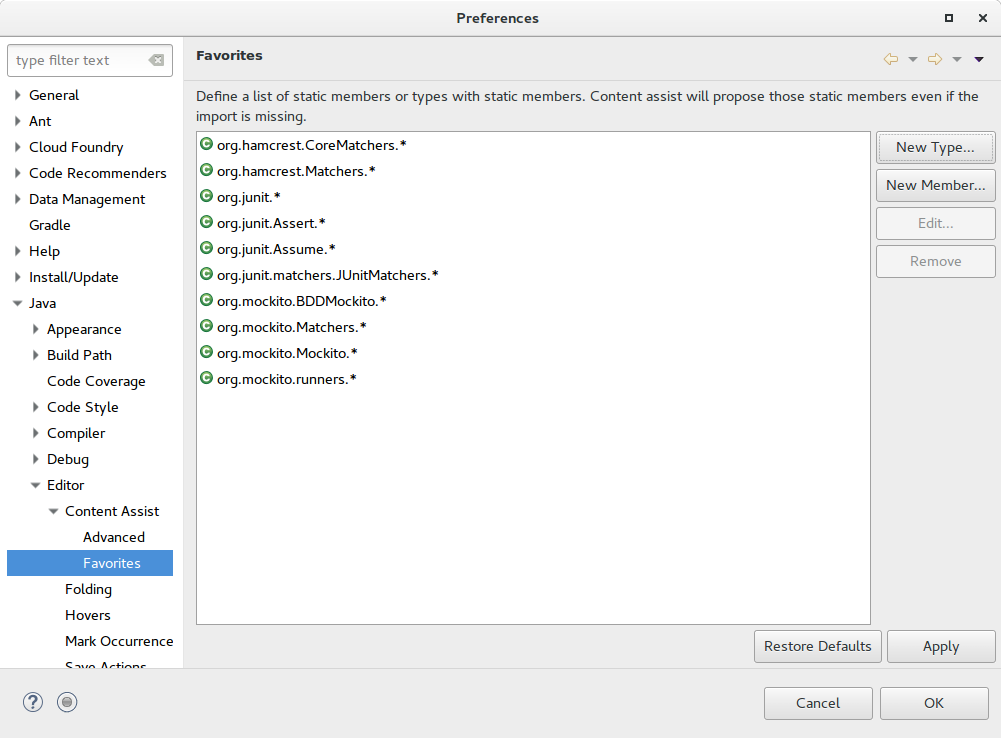 Preferences
type filter text
General
Ant
Cloud Foundry
Code Recommenders
Data Management
Gradle
Help
Install/Update
Java
Appearance
Build Path
Code Coverage
Code Style
Compiler
Debug
Editor
Content Assist
Advanced
Favorites
Folding
Hovers
Mark Occurrence
Save Actions
Favorites
Define a list of static members or types with static members. Content assist will propose those static members even if the
import is missing.
org.hamcrest.CoreMatchers.*
org.hamcrest.Matchers.*
org.junit.*
org.junit.Assert.*
org.junit.Assume.*
org.junit.matchers.JUnitMatchers.*
org.mockito.BDDMockito.*
org.mockito.Matchers.*
org.mockito.Mockito.*
org.mockito.runners.*
New Type...
New Member...
Edit...
Remove
Restore Defaults
Apply
Cancel
OK